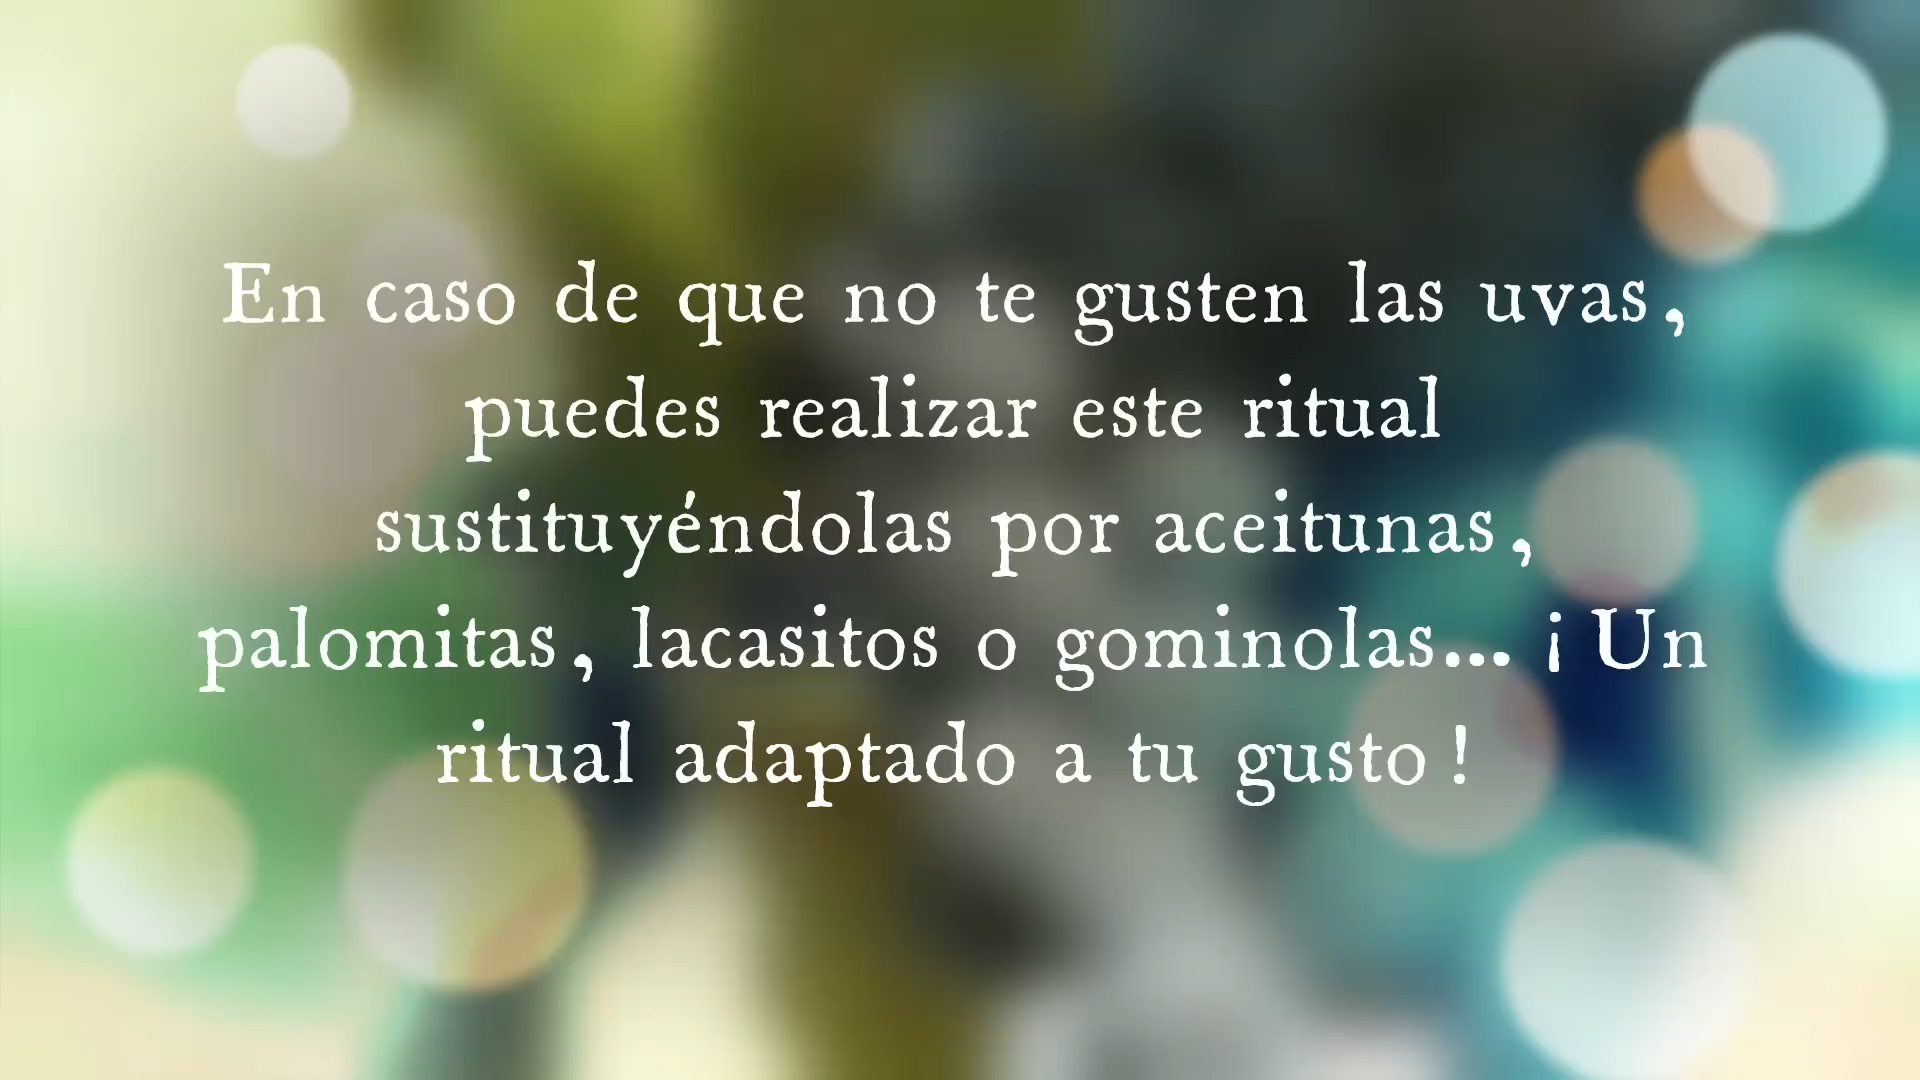 En caso de que no te gusten las uvas,
puedes realizar este ritual
sustituyéndolas por aceitunas,
palomitas, lacasitos o gominolas... ¡Un
ritual adaptado a tu gusto!